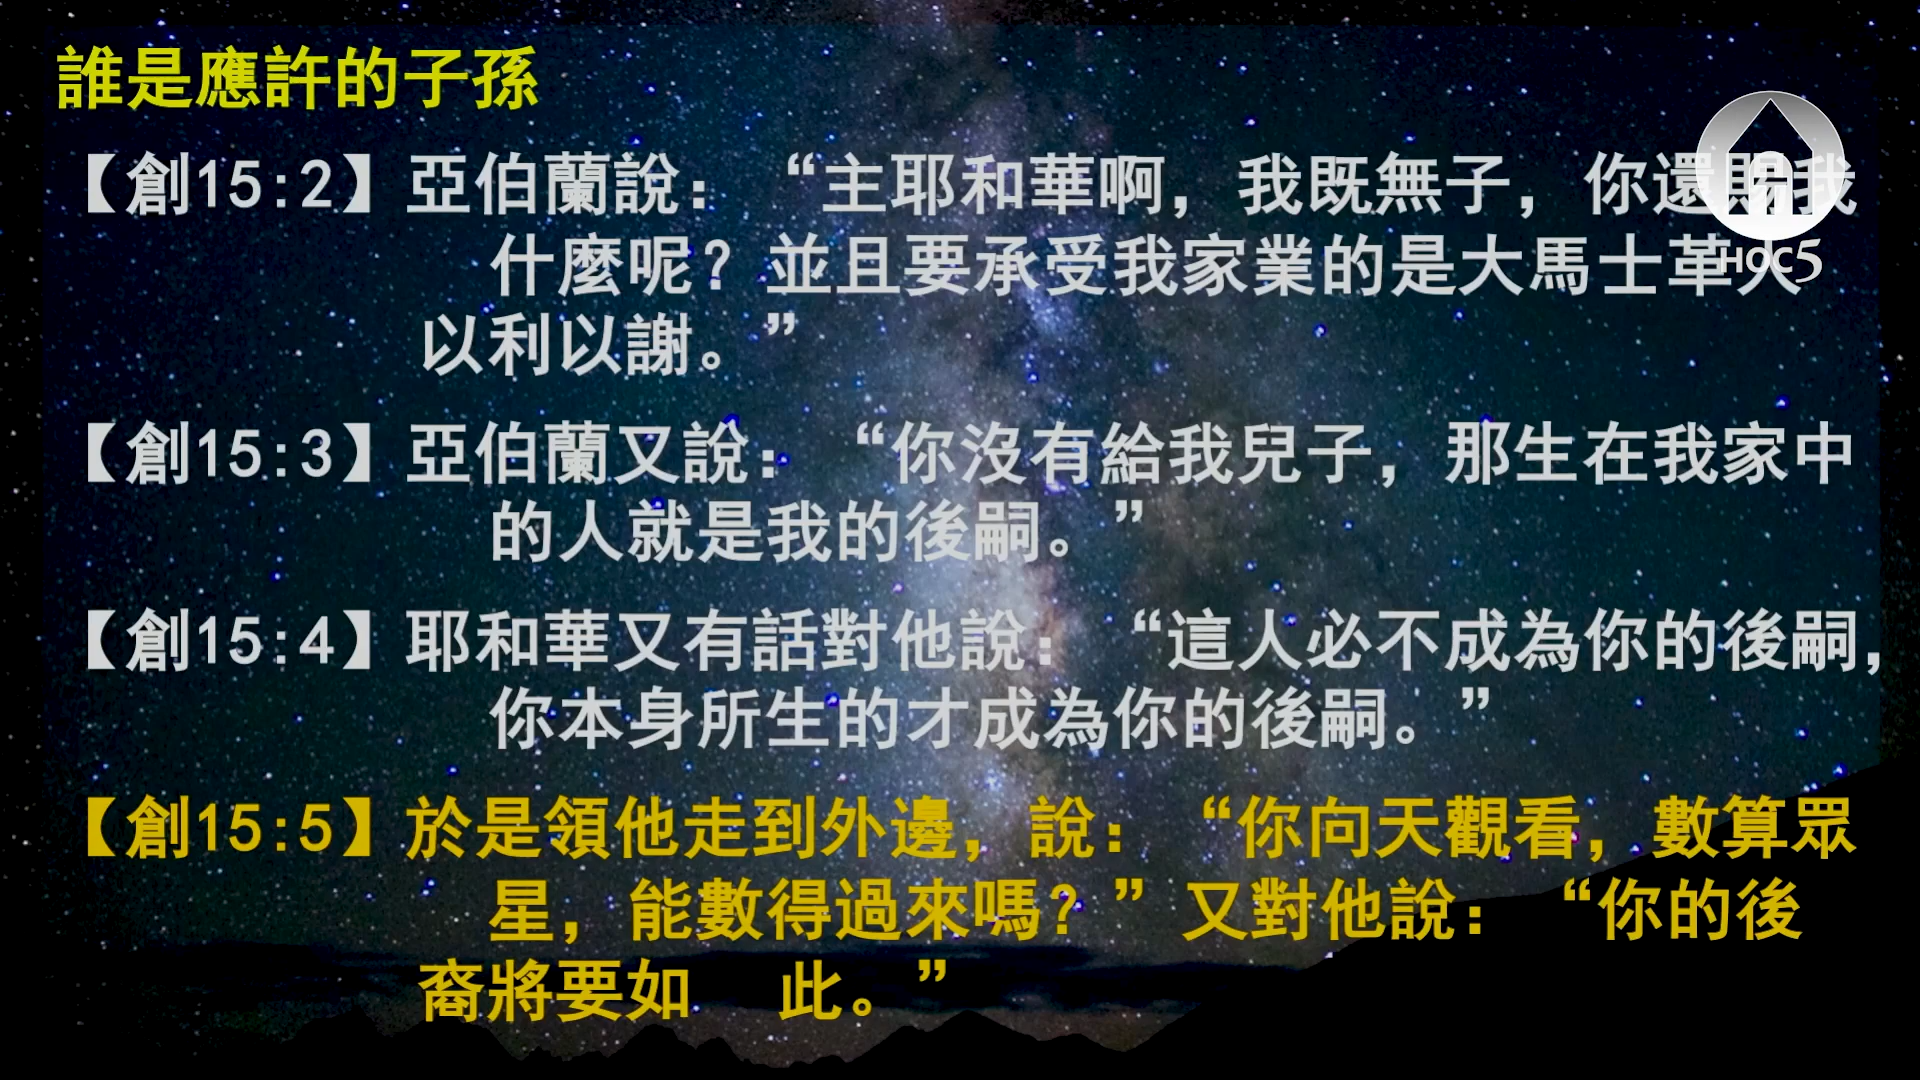 誰是應許的子孫
【創15:2】亞伯蘭說：“主耶和華啊，我既無子，你還賜我
什麼呢？並且要承受我家業的是大馬士革人
以利以謝。”
【創15:3】亞伯蘭又說：“你沒有給我兒子，那生在我家中
的人就是我的後嗣。”
【創15:4】耶和華又有話對他說：“這人必不成為你的後嗣，
你本身所生的才成為你的後嗣。”
【創15:5】於是領他走到外邊，說：“你向天觀看，數算眾
星，能數得過來嗎？”又對他說：“你的後
裔將要如 此。”
HOC5